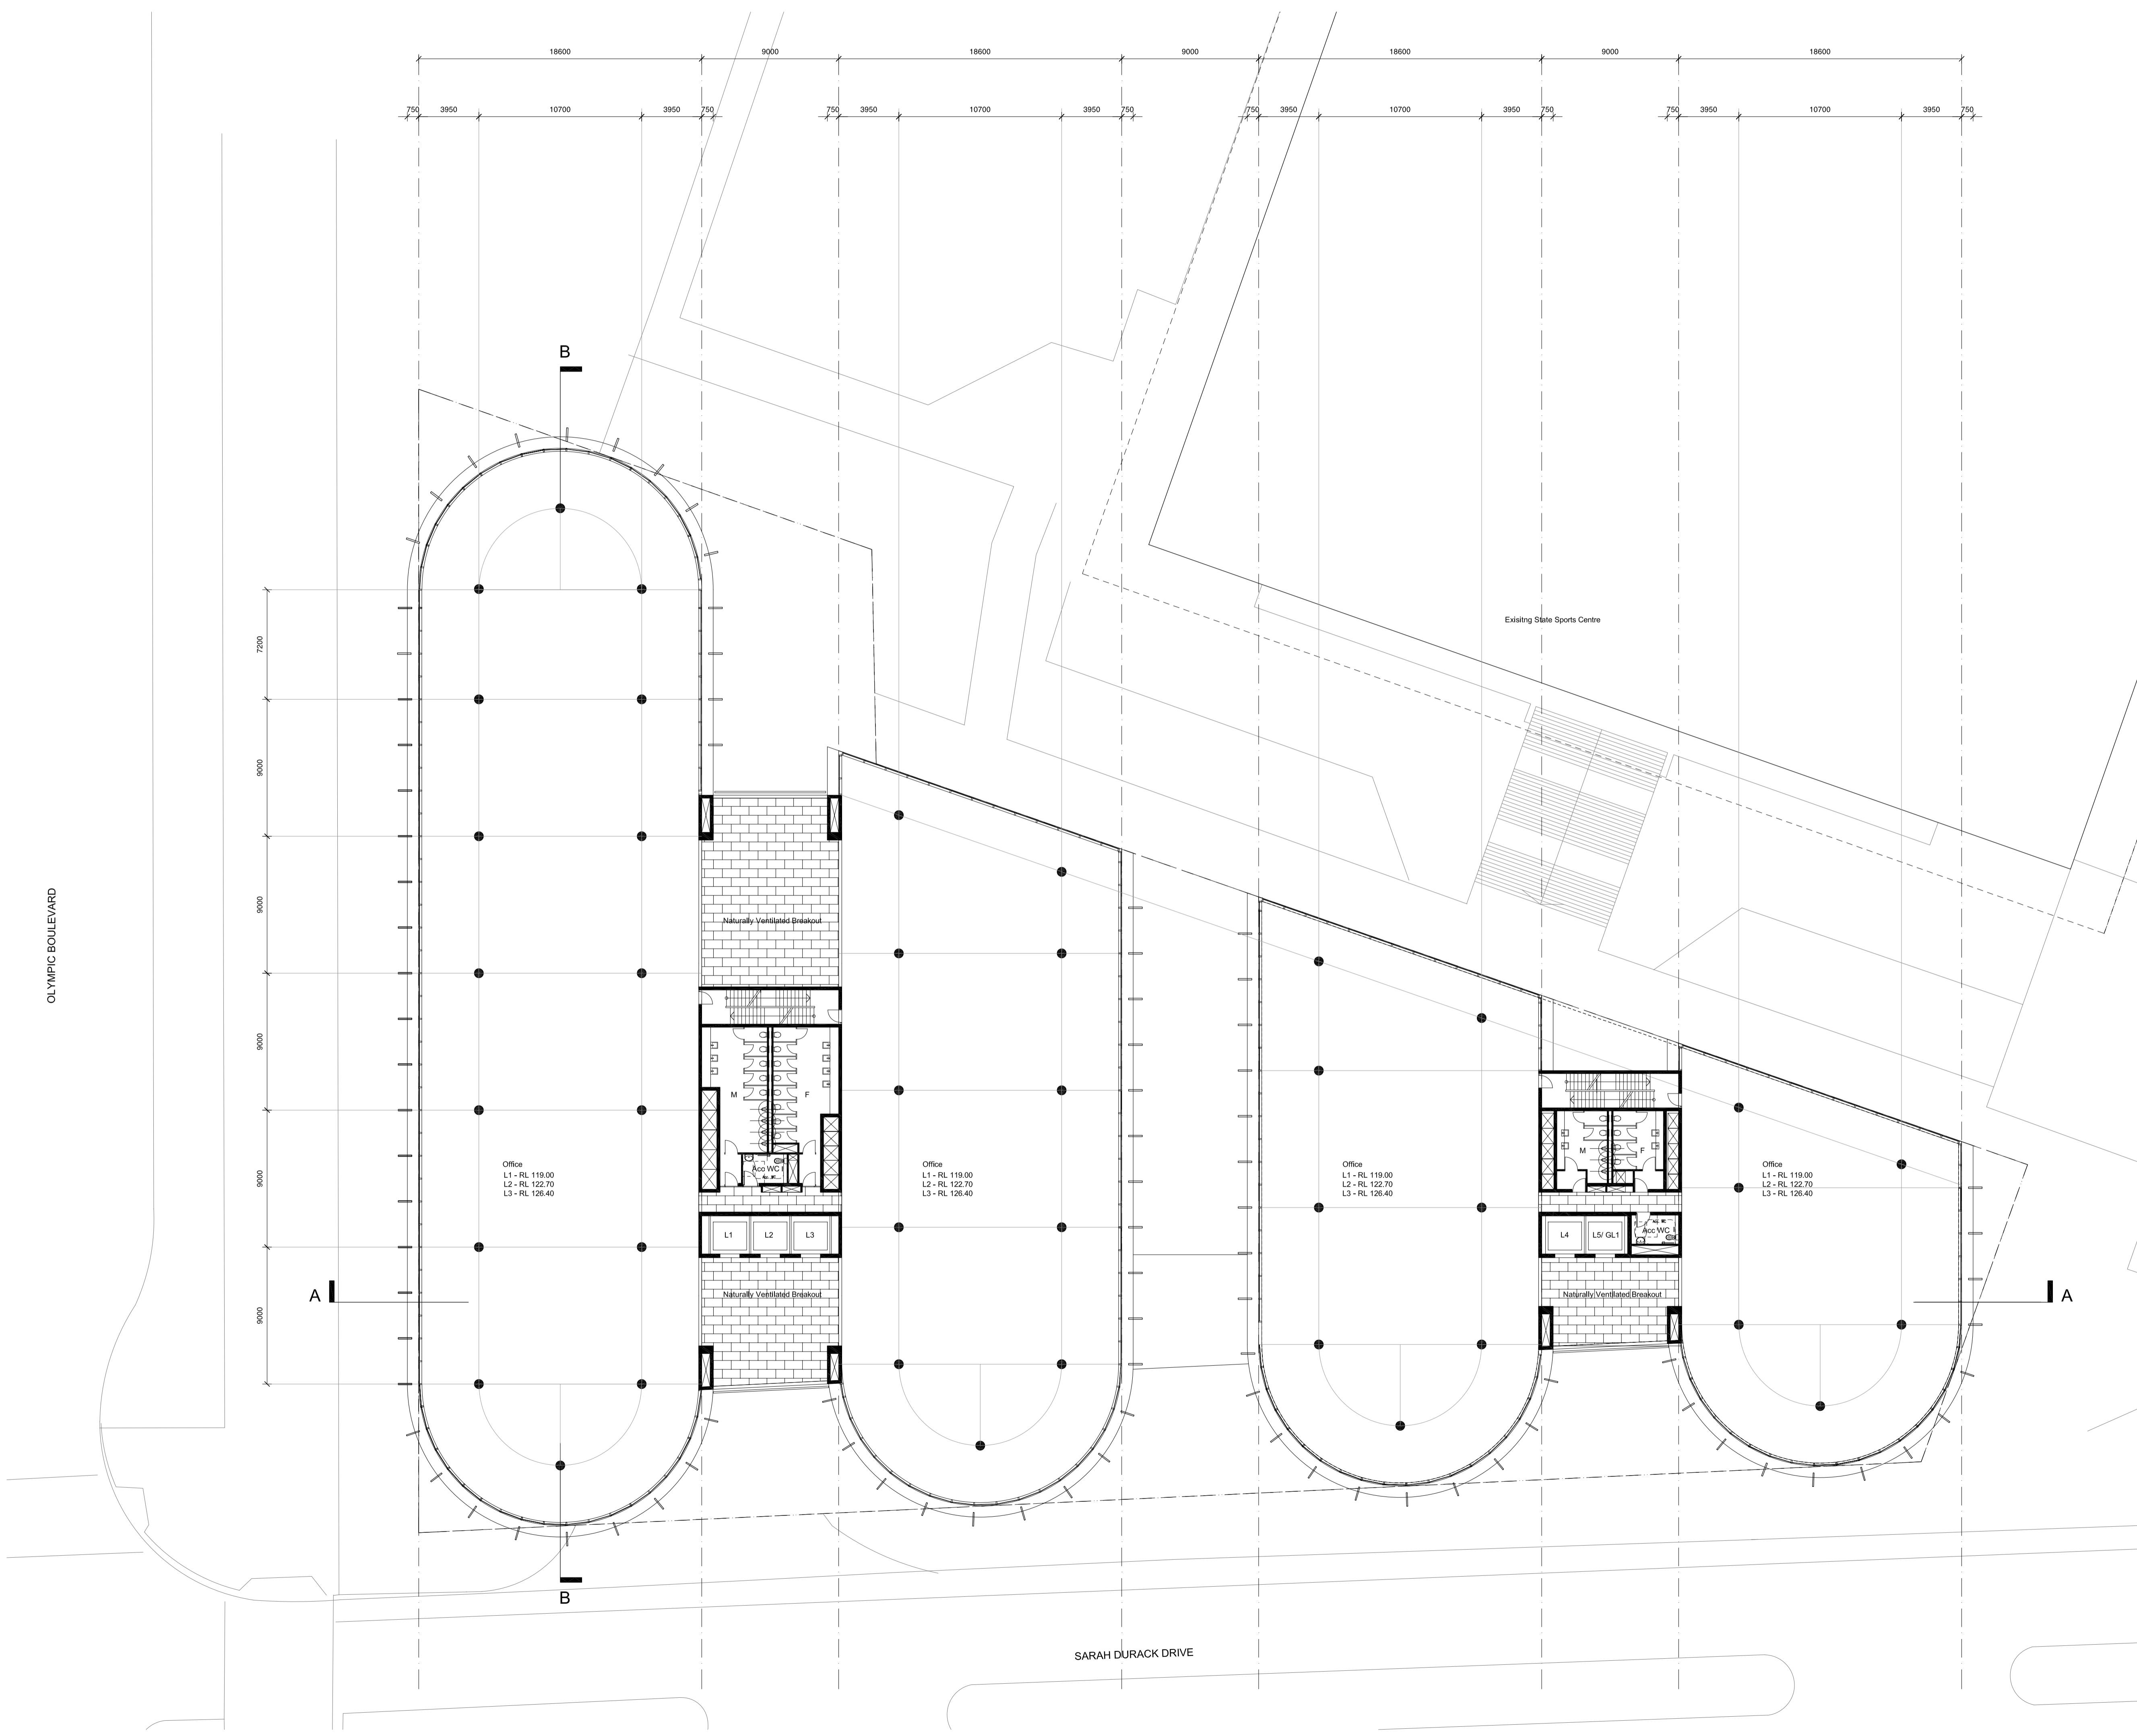 18600
9000
18600
9000
18600
9000
18600
750
3950
10700
3950
750
750
3950
10700
3950
750
750
3950
10700
3950
750
750
3950
10700
3950
750
B
Exisitng State Sports Centre
7200
9000
9000
9000
9000
9000
9000
OLYMPIC BOULEVARD
Naturally Ventilated Breakout
M
F
Acc WC
M
F
Office
L1 - RL 119.00
L2 - RL 122.70
L3 - RL 126.40
Office
L1 - RL 119.00
L2 - RL 122.70
L3 - RL 126.40
Office
L1 - RL 119.00
L2 - RL 122.70
L3 - RL 126.40
Office
L1 - RL 119.00
L2 - RL 122.70
L3 - RL 126.40
L1
L2
L3
L4
L5/ GL1
Acc WC
A
Naturally Ventilated Breakout
Naturally Ventilated Breakout
A
B
SARAH DURACK DRIVE